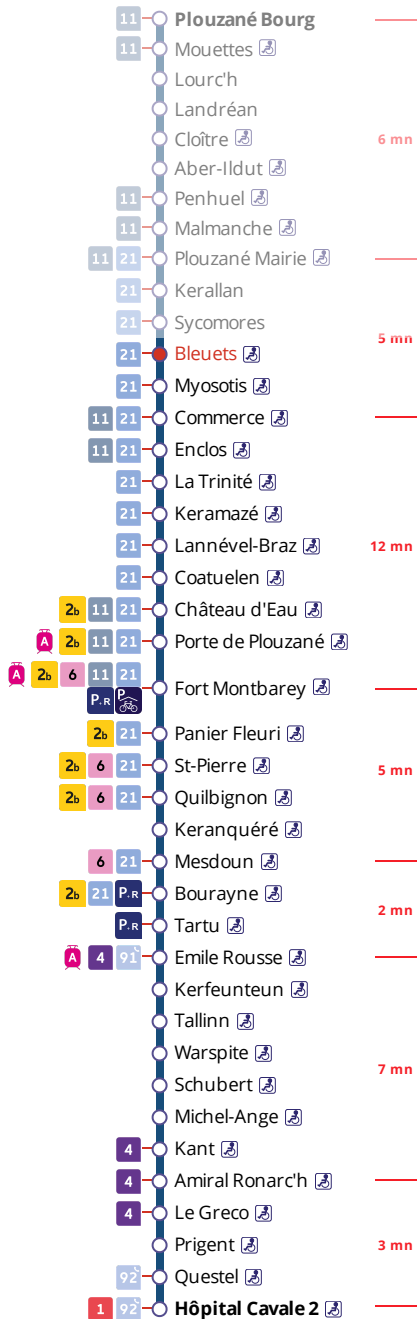 11 Plouzané Bourg
11 Mouettes
Lourc'h
Landréan
Cloître
6 mn
Aber-Ildut
11 Penhuel
11 Malmanche
11 21 Plouzané Mairie
21 Kerallan
21 Sycomores
5 mn
21 Bleuets
21 Myosotis
11 21 Commerce
11 21 Enclos
21 La Trinité
21 Keramazé
21 Lannével-Braz
12 mn
21 Coatuelen
2b 11 21 Château d'Eau
A 2b 11 21 Porte de Plouzané
A 2b 6 11 21
P+R P Fort Montbarey
2b 21 Panier Fleuri
2b 6 21 St-Pierre
5 mn
2b 6 21 Quilbignon
Keranquéré
6 21 Mesdoun
2b 21 P+R Bourayne
2 mn
P+R Tartu
A 4 91 Emile Rousse
Kerfeunteun
Tallinn
Warspite
7 mn
Schubert
Michel-Ange
4 Kant
4 Amiral Ronarc'h
4 Le Greco
Prigent
3 mn
92 Questel
1 92 Hôpital Cavale 2